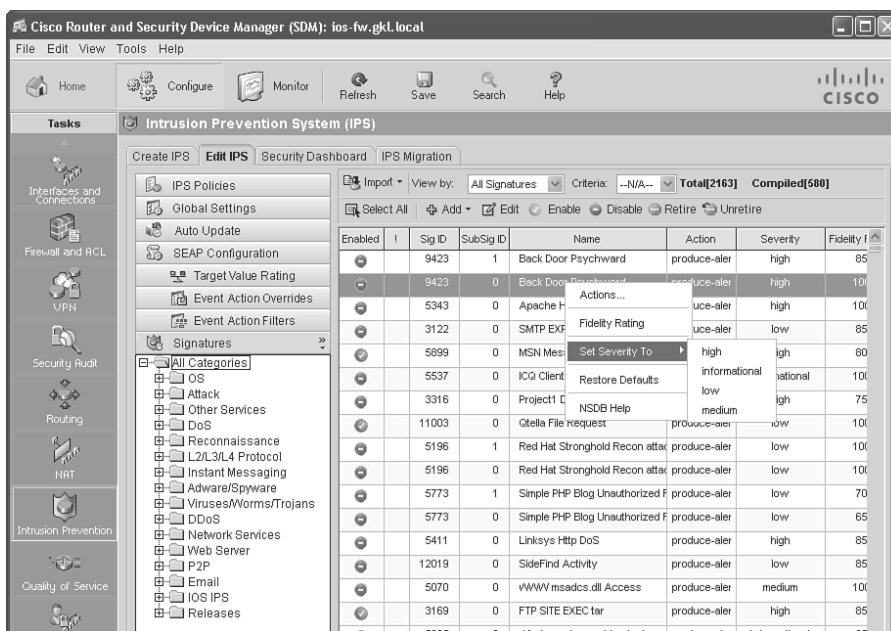 Cisco Router and Security Device Manager (SDM): ios-fw.gkl.local
File Edit View Tools Help
Home Configure Monitor Refresh Save Search Help
CISCO
Tasks
Interfaces and Connections
Firewall and ACL
VPN
Security Audit
Routing
NAT
Intrusion Prevention
Quality of Service
Intrusion Prevention System (IPS)
Create IPS Edit IPS Security Dashboard IPS Migration
IPS Policies
Global Settings
Auto Update
SEAP Configuration
Target Value Rating
Event Action Overrides
Event Action Filters
Signatures
All Categories
OS
Attack
Other Services
DoS
Reconnaissance
L2/L3/L4 Protocol
Instant Messaging
Adware/Spyware
Viruses/Worms/Trojans
DDoS
Network Services
Web Server
P2P
Email
IOS IPS
Releases
Import View by: All Signatures Criteria: --N/A-- Total[2163] Compiled[580]
Select All Add Edit Enable Disable Retire Unretire
Enabled ! Sig ID SubSig ID Name Action Severity Fidelity
9423 1 Back Door Psychward produce-aler high 85
9423 0 Back Door produce-aler high 100
5343 0 Apache high 100
3122 0 SMTP low 85
5899 0 MSN 80
5537 0 ICQ Client 100
3316 0 Project1 75
11003 0 Qtella File Request produce-aler low 100
5196 1 Red Hat Stronghold Recon attac produce-aler low 100
5196 0 Red Hat Stronghold Recon attac produce-aler low 100
5773 1 Simple PHP Blog Unauthorized F produce-aler low 70
5773 0 Simple PHP Blog Unauthorized F produce-aler low 65
5411 0 Linksys Http DoS produce-aler high 85
12019 0 SideFind Activity produce-aler low 85
5070 0 WWW msadcs.dll Access produce-aler medium 100
3169 0 FTP SITE EXEC tar produce-aler high 85
Actions...
Fidelity Rating
Set Severity To
Restore Defaults
NSDB Help
high
informational
low
medium